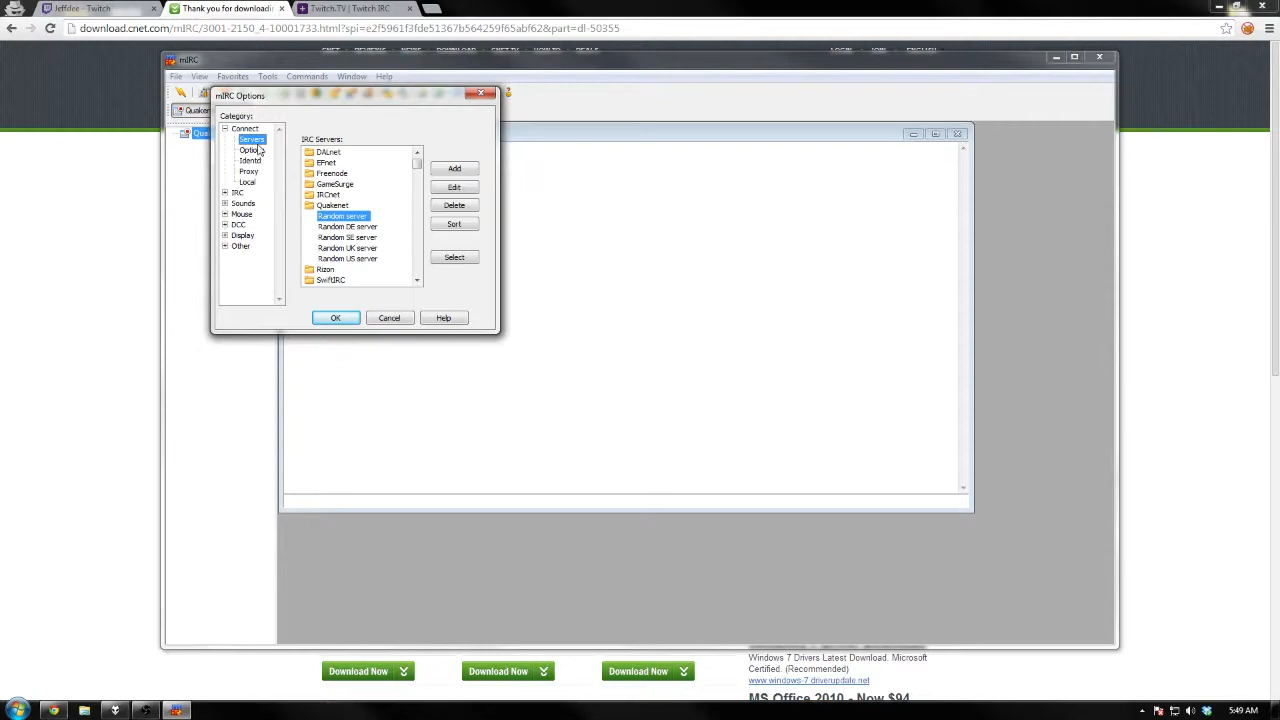 Jeffdee - Twitch
Thank you for downloadin
Twitch.TV | Twitch IRC
download.cnet.com/mIRC/3001-2150_4-10001733.html?spi=e2f5961f3fde51367b564259f65abf62&part=dl-50355
mIRC
File View Favorites Tools Commands Window Help
mIRC Options
Quaken
Qua
Category:
Connect
Servers
Option
Identd
Proxy
Local
IRC
Sounds
Mouse
DCC
Display
Other
IRC Servers:
DALnet
EFnet
Freenode
GameSurge
IRCnet
Quakenet
Random server
Random DE server
Random SE server
Random UK server
Random US server
Rizon
SwiftIRC
Add
Edit
Delete
Sort
Select
OK Cancel Help
Download Now
Download Now
Download Now
Windows 7 Drivers Latest Download. Microsoft
Certified. (Recommended)
www.windows-7.driverupdate.net
MS Office 2010 - Now $94
5:49 AM